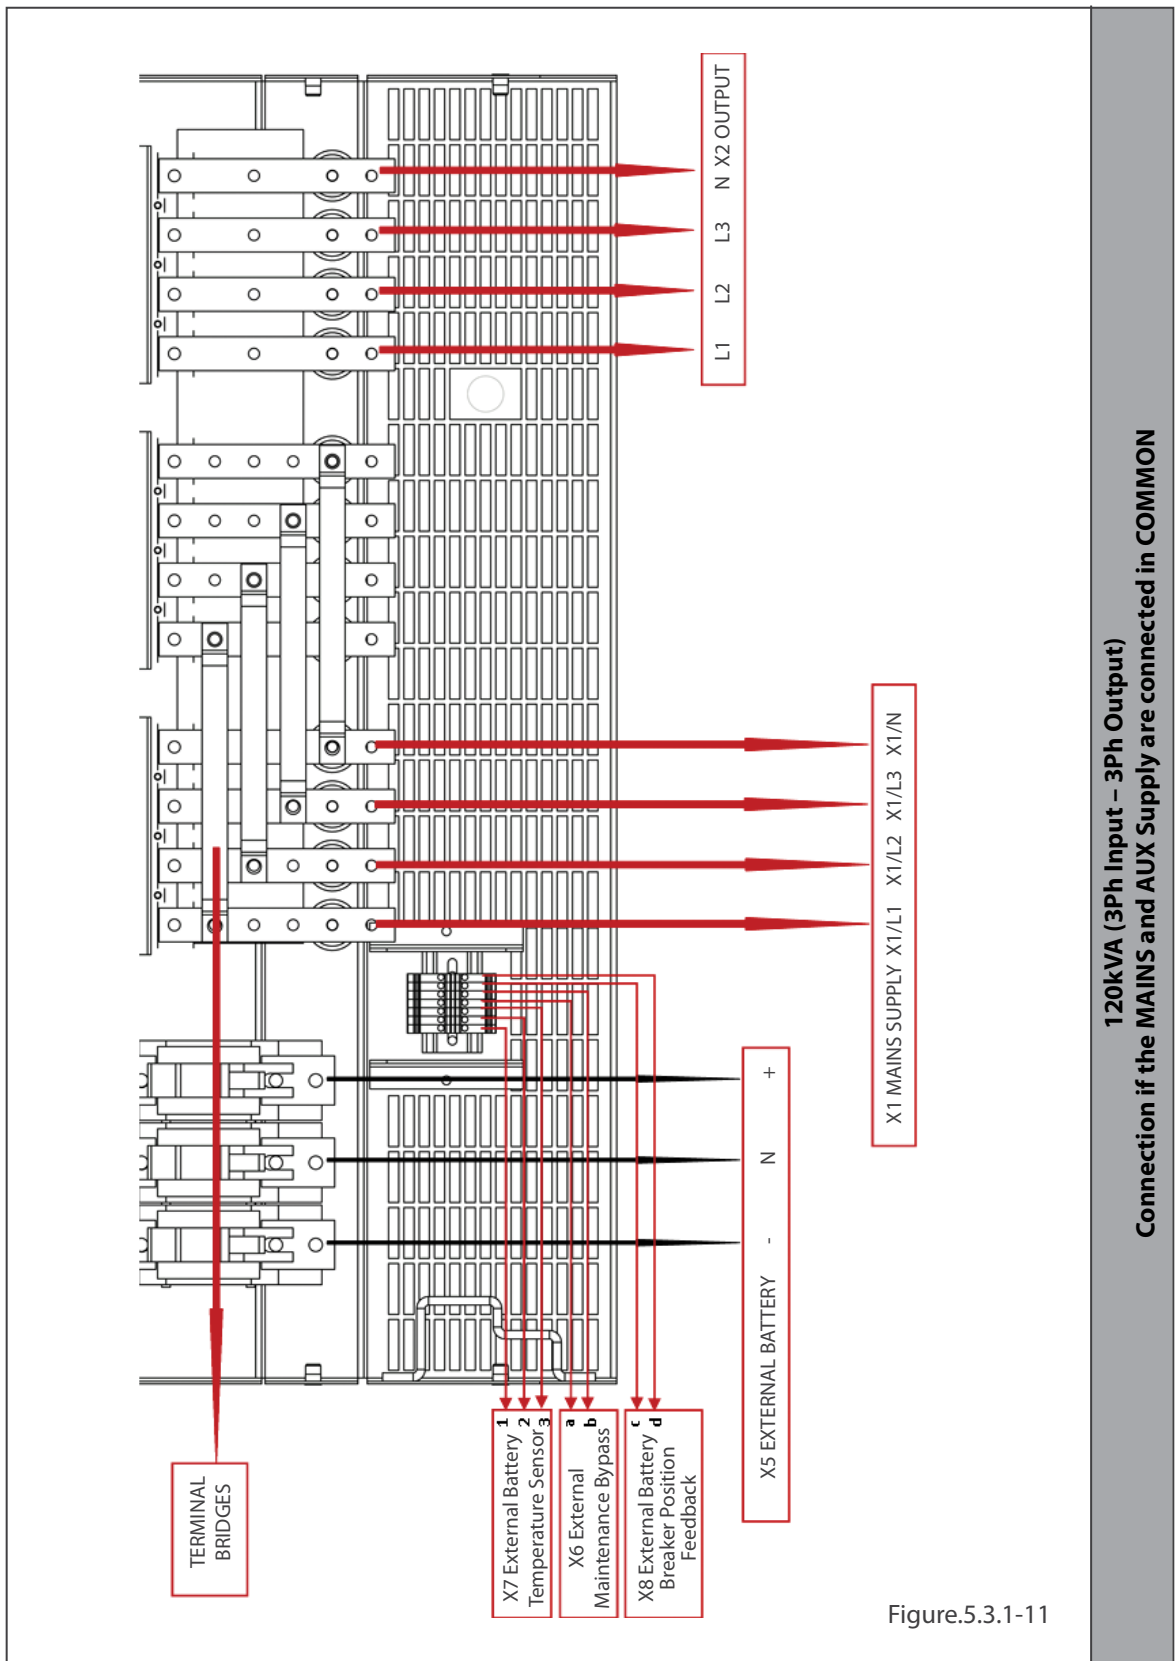 120kVA (3Ph Input – 3Ph Output)
Connection if the MAINS and AUX Supply are connected in COMMON
TERMINAL
BRIDGES
X7 External Battery
Temperature Sensor
1
2
3
X6 External
Maintenance Bypass
a
b
X8 External Battery
Breaker Position
Feedback
c
d
X5 EXTERNAL BATTERY - N +
X1 MAINS SUPPLY X1/L1 X1/L2 X1/L3 X1/N
L1 L2 L3 N X2 OUTPUT
Figure.5.3.1-11